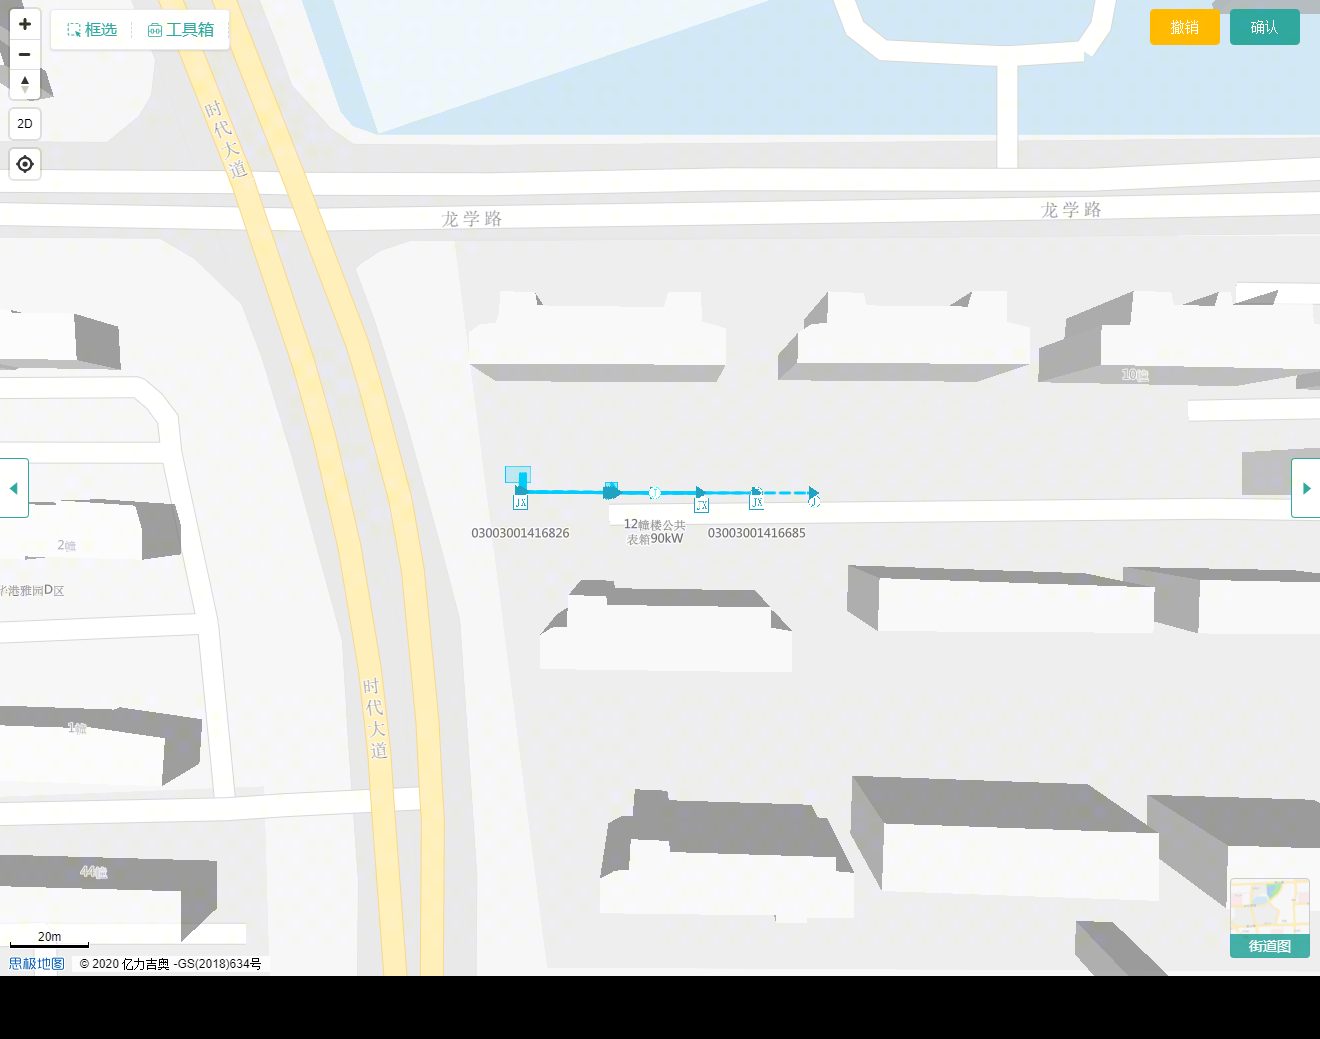 框选
工具箱
撤销
确认
2D
时代大道
龙学路
龙学路
10幢
JX
JX
JX
03003001416826
12幢楼公共
表箱90kW
03003001416685
2幢
华港雅园D区
时代大道
1幢
44幢
1
20m
思极地图
© 2020 亿力吉奥 -GS(2018)634号
街道图